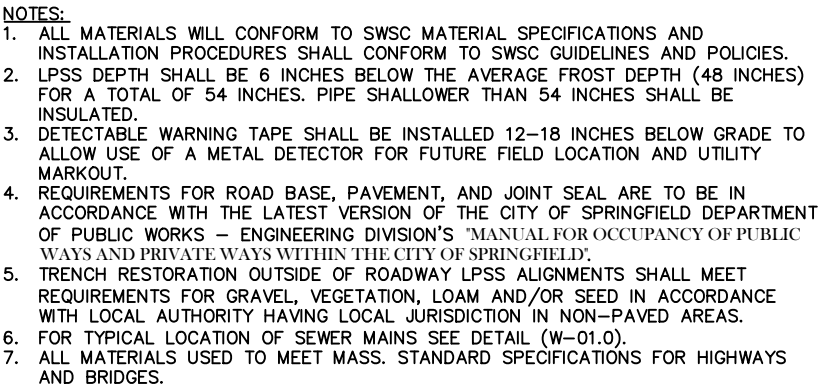 NOTES:
1. ALL MATERIALS WILL CONFORM TO SWSC MATERIAL SPECIFICATIONS AND
INSTALLATION PROCEDURES SHALL CONFORM TO SWSC GUIDELINES AND POLICIES.
2. LPSS DEPTH SHALL BE 6 INCHES BELOW THE AVERAGE FROST DEPTH (48 INCHES)
FOR A TOTAL OF 54 INCHES. PIPE SHALLOWER THAN 54 INCHES SHALL BE
INSULATED.
3. DETECTABLE WARNING TAPE SHALL BE INSTALLED 12-18 INCHES BELOW GRADE TO
ALLOW USE OF A METAL DETECTOR FOR FUTURE FIELD LOCATION AND UTILITY
MARKOUT.
4. REQUIREMENTS FOR ROAD BASE, PAVEMENT, AND JOINT SEAL ARE TO BE IN
ACCORDANCE WITH THE LATEST VERSION OF THE CITY OF SPRINGFIELD DEPARTMENT
OF PUBLIC WORKS - ENGINEERING DIVISION'S "MANUAL FOR OCCUPANCY OF PUBLIC
WAYS AND PRIVATE WAYS WITHIN THE CITY OF SPRINGFIELD".
5. TRENCH RESTORATION OUTSIDE OF ROADWAY LPSS ALIGNMENTS SHALL MEET
REQUIREMENTS FOR GRAVEL, VEGETATION, LOAM AND/OR SEED IN ACCORDANCE
WITH LOCAL AUTHORITY HAVING LOCAL JURISDICTION IN NON-PAVED AREAS.
6. FOR TYPICAL LOCATION OF SEWER MAINS SEE DETAIL (W-01.0).
7. ALL MATERIALS USED TO MEET MASS. STANDARD SPECIFICATIONS FOR HIGHWAYS
AND BRIDGES.